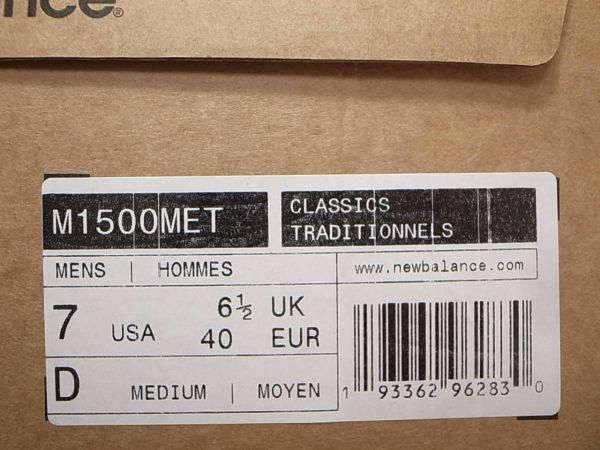 nce®
M1500MET
CLASSICS
TRADITIONNELS
MENS | HOMMES
www.newbalance.com
7 USA
6½ UK
40 EUR
D MEDIUM | MOYEN
1 93362 96283 0